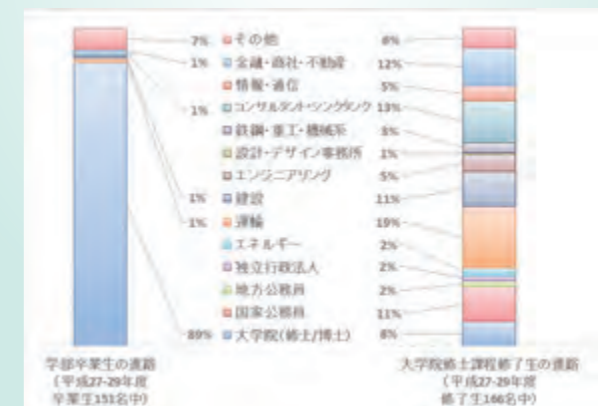 7% その他 6%
1% 金融・商社・不動産 12%
情報・通信 5%
1% コンサルタント・シンクタンク 13%
鉄鋼・重工・機械系 3%
設計・デザイン事務所 1%
エンジニアリング 5%
1% 建設 11%
1% 運輸 19%
エネルギー 2%
独立行政法人 2%
地方公務員 2%
国家公務員 11%
89% 大学院(修士/博士) 8%
学部卒業生の進路
(平成27-29年度
卒業生151名中)
大学院修士課程修了生の進路
(平成27-29年度
修了生166名中)